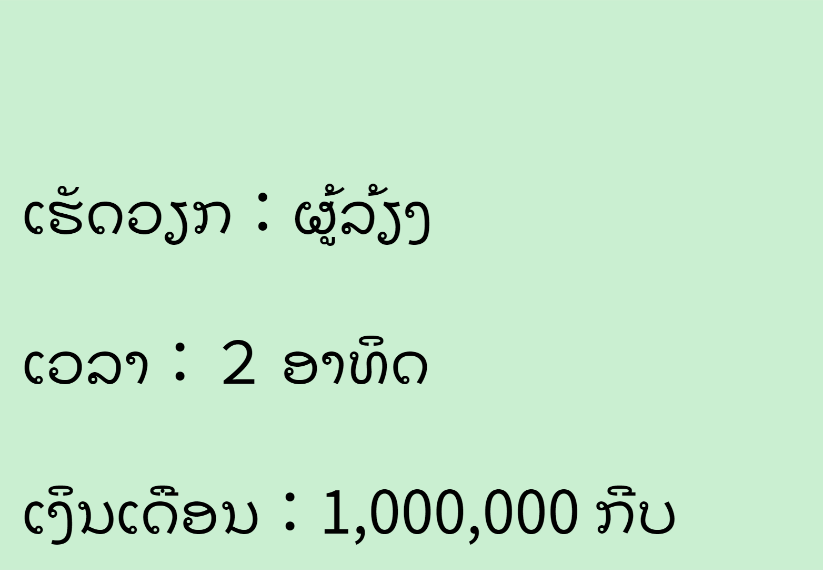 ເຮັດວຽກ : ຜູ້ລ້ຽງ
ເວລາ : 2 ອາທິດ
ເງິນເດືອນ : 1,000,000 ກີບ